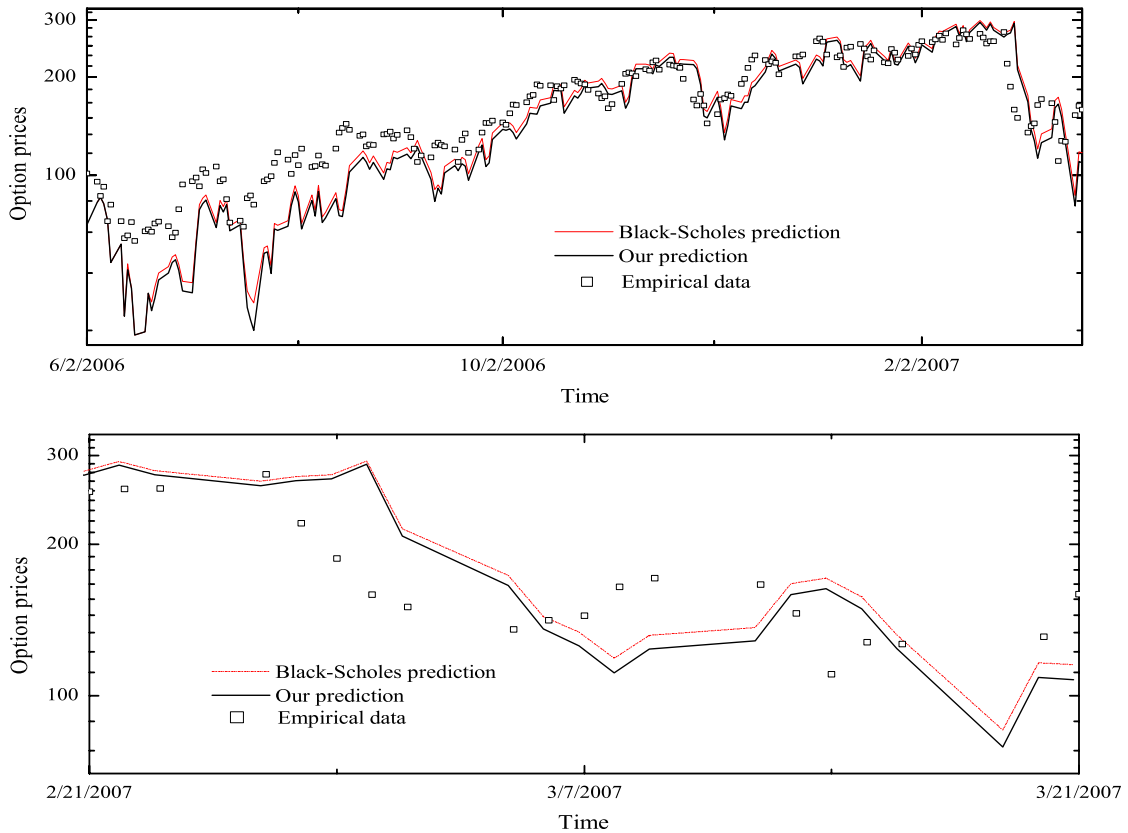 300
200
100
Option prices
Black-Scholes prediction
Our prediction
Empirical data
6/2/2006
10/2/2006
2/2/2007
Time
300
200
100
Option prices
Black-Scholes prediction
Our prediction
Empirical data
2/21/2007
3/7/2007
3/21/2007
Time